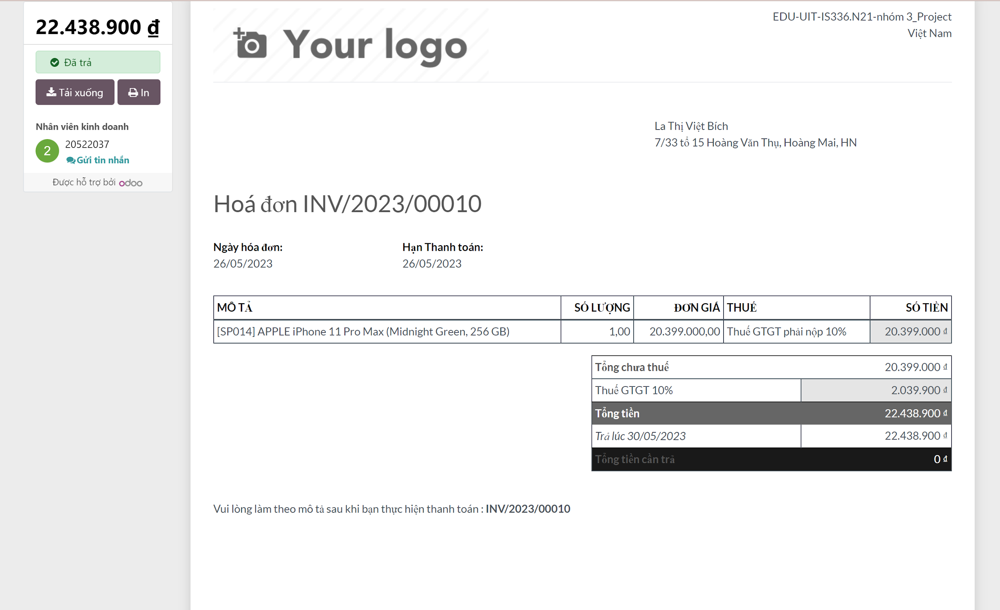 22.438.900 ₫
Đã trả
Tải xuống
In
Nhân viên kinh doanh
2
20522037
Gửi tin nhắn
Được hỗ trợ bởi odoo
Your logo
EDU-UIT-IS336.N21-nhóm 3_Project
Việt Nam
La Thị Việt Bích
7/33 tổ 15 Hoàng Văn Thụ, Hoàng Mai, HN
Hoá đơn INV/2023/00010
Ngày hóa đơn: Hạn Thanh toán:
26/05/2023 26/05/2023
MÔ TẢ SỐ LƯỢNG ĐƠN GIÁ THUẾ SỐ TIỀN
[SP014] APPLE iPhone 11 Pro Max (Midnight Green, 256 GB) 1,00 20.399.000,00 Thuế GTGT phải nộp 10% 20.399.000 ₫
Tổng chưa thuế 20.399.000 ₫
Thuế GTGT 10% 2.039.900 ₫
Tổng tiền 22.438.900 ₫
Trả lúc 30/05/2023 22.438.900 ₫
Tổng tiền cần trả 0 ₫
Vui lòng làm theo mô tả sau khi bạn thực hiện thanh toán : INV/2023/00010